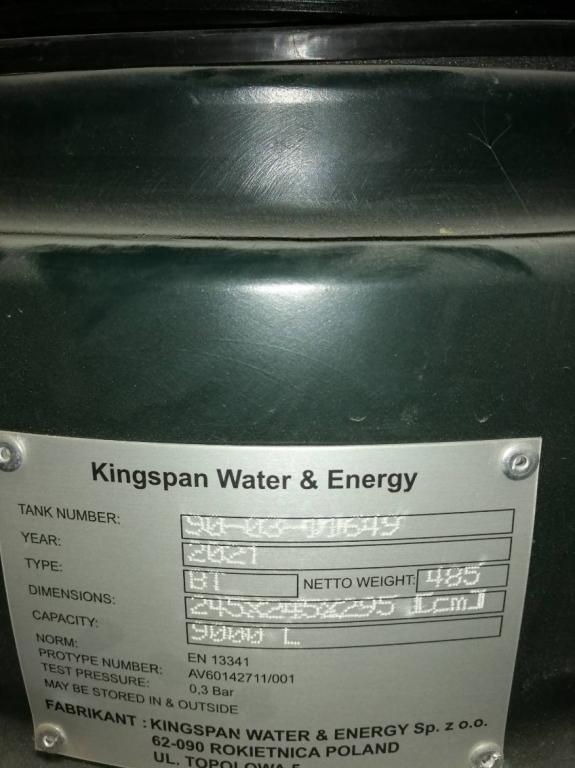 Kingspan Water & Energy
TANK NUMBER: 90-03-00649
YEAR: 2021
TYPE: BT NETTO WEIGHT: 485
DIMENSIONS: 245X245X295 [cm]
CAPACITY: 9000 L
NORM: EN 13341
PROTYPE NUMBER: AV60142711/001
TEST PRESSURE: 0,3 Bar
MAY BE STORED IN & OUTSIDE
FABRIKANT : KINGSPAN WATER & ENERGY Sp. z o.o.
62-090 ROKIETNICA POLAND
UL. TOPOLOWA 5